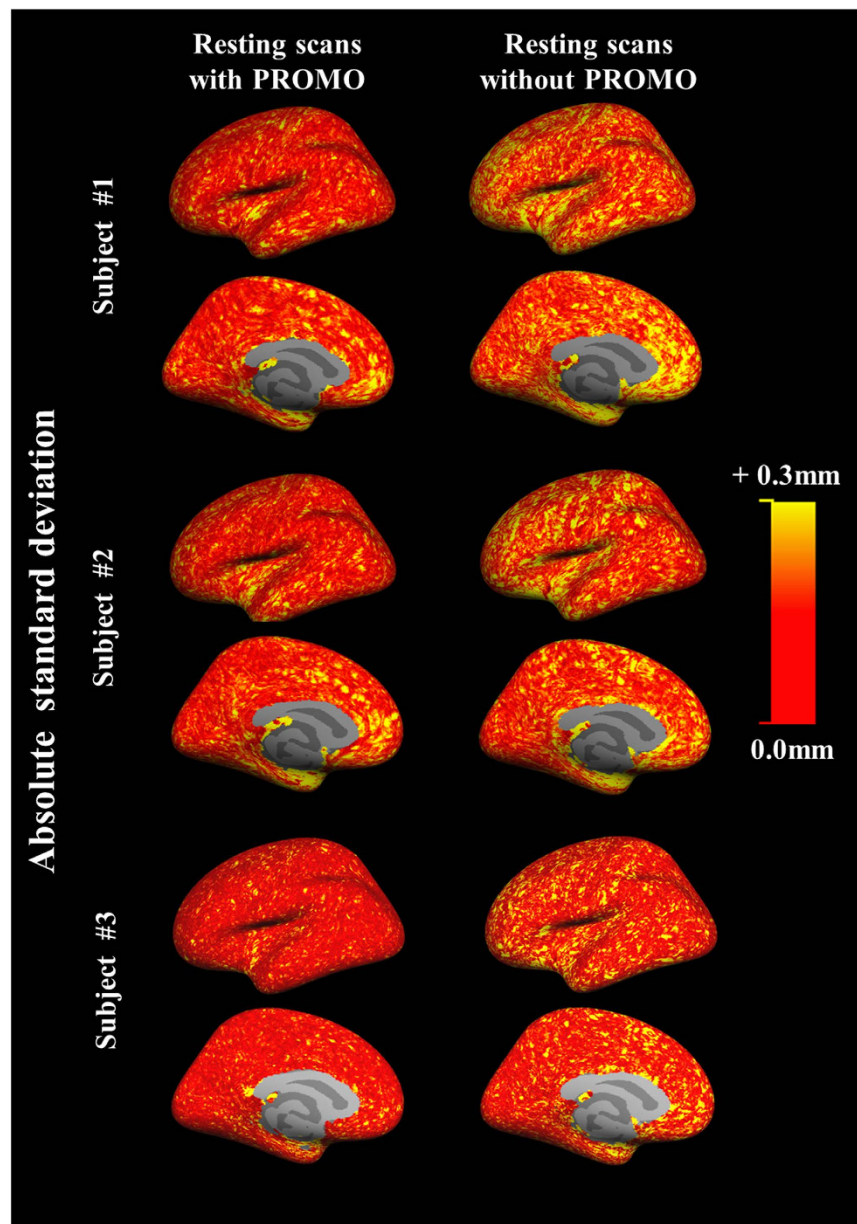 Resting scans
with PROMO
Resting scans
without PROMO
Absolute standard deviation
Subject #1
Subject #2
Subject #3
+ 0.3mm
0.0mm